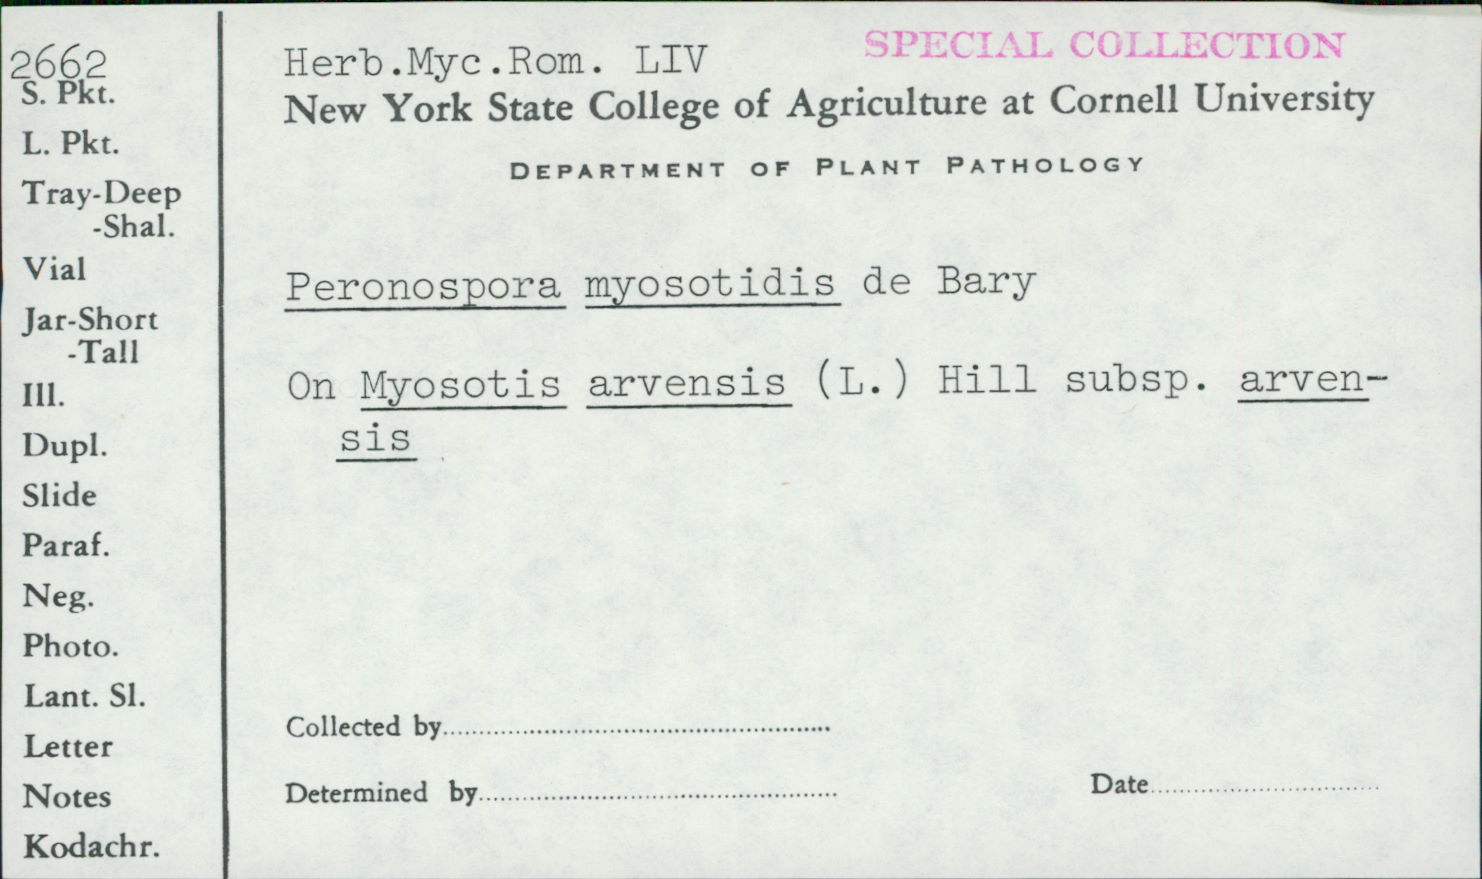 2662
S. Pkt.
L. Pkt.
Tray-Deep
-Shal.
Vial
Jar-Short
-Tall
Ill.
Dupl.
Slide
Paraf.
Neg.
Photo.
Lant. Sl.
Letter
Notes
Kodachr.
Herb.Myc.Rom. LIV
SPECIAL COLLECTION
New York State College of Agriculture at Cornell University
DEPARTMENT OF PLANT PATHOLOGY
Peronospora myosotidis de Bary
On Myosotis arvensis (L.) Hill subsp. arven-
sis
Collected by
Determined by
Date